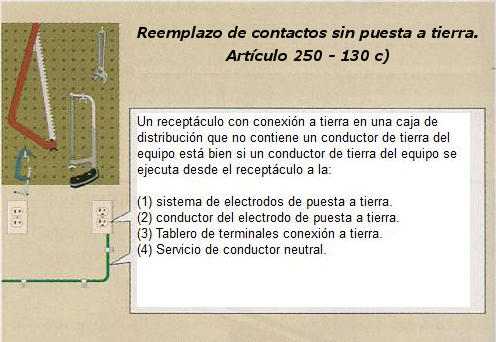 Reemplazo de contactos sin puesta a tierra.
Artículo 250 - 130 c)
Un receptáculo con conexión a tierra en una caja de
distribución que no contiene un conductor de tierra del
equipo está bien si un conductor de tierra del equipo se
ejecuta desde el receptáculo a la:
(1) sistema de electrodos de puesta a tierra.
(2) conductor del electrodo de puesta a tierra.
(3) Tablero de terminales conexión a tierra.
(4) Servicio de conductor neutral.